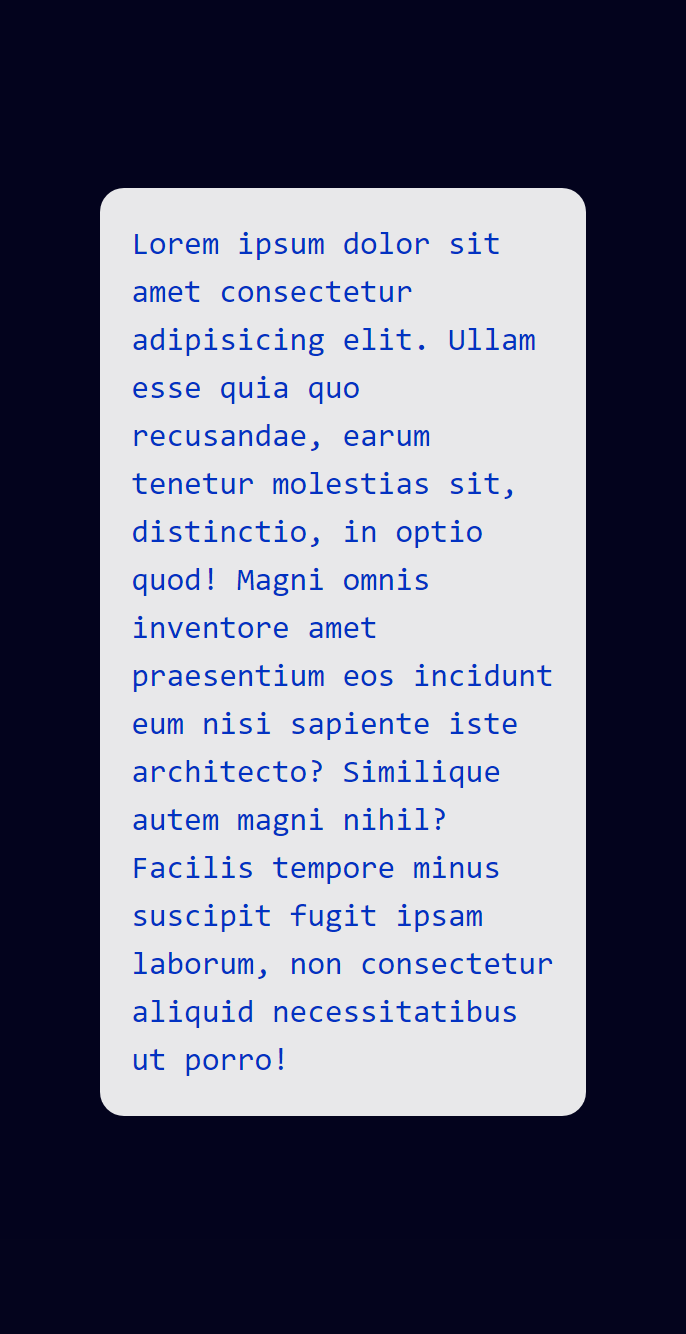 Lorem ipsum dolor sit
amet consectetur
adipisicing elit. Ullam
esse quia quo
recusandae, earum
tenetur molestias sit,
distinctio, in optio
quod! Magni omnis
inventore amet
praesentium eos incidunt
eum nisi sapiente iste
architecto? Similique
autem magni nihil?
Facilis tempore minus
suscipit fugit ipsam
laborum, non consectetur
aliquid necessitatibus
ut porro!